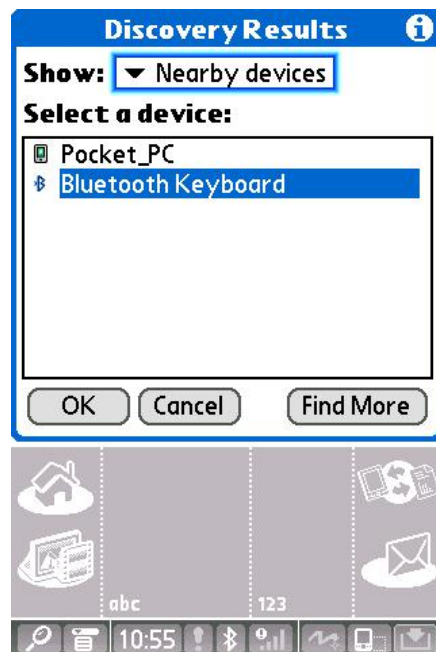 Discovery Results
Show: Nearby devices
Select a device:
Pocket_PC
Bluetooth Keyboard
OK Cancel Find More
abc 123
10:55